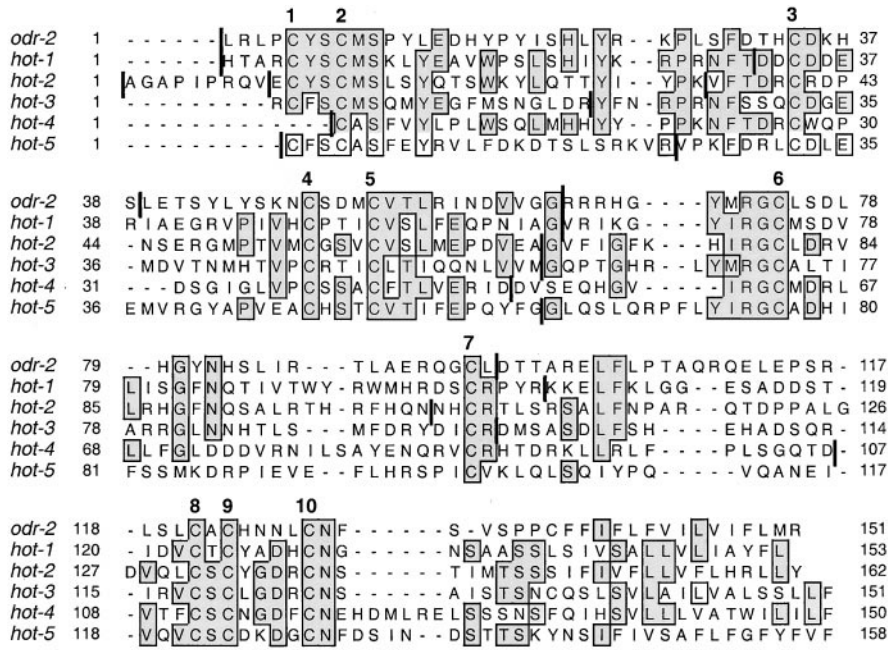 1 2 3
odr-2 1 - - - - - - L R L P C Y S C M S P Y L E D H Y P Y I S H L Y R - - K P L S F D T H C D K H 37
hot-1 1 - - - - - - H T A R C Y S C M S K L Y E A V W P S L S H I Y K - - R P R N F T D D C D D E 37
hot-2 1 A G A P I P R Q V E C Y S C M S L S Y Q T S W K Y L Q T T Y I - - Y P K V F T D R C R D P 43
hot-3 1 - - - - - - - - - R C F S C M S Q M Y E G F M S N G L D R Y F N - R P R N F S S Q C D G E 35
hot-4 1 - - - - - - - - - - - - - C A S F V Y L P L W S Q L M H H Y Y - - P P K N F T D R C W Q P 30
hot-5 1 - - - - - - - - - - C F S C A S F E Y R V L F D K D T S L S R K V R V P K F D R L C D L E 35
4 5 6
odr-2 38 S L E T S Y L Y S K N C S D M C V T L R I N D V V G G R R R H G - - - - Y M R G C L S D L 78
hot-1 38 R I A E G R V P I V H C P T I C V S L F E Q P N I A G V R I K G - - - - Y I R G C M S D V 78
hot-2 44 - N S E R G M P T V M C G S V C V S L M E P D V E A G V F I G F K - - H I R G C L D R V 84
hot-3 36 - M D V T N M H T V P C R T I C L T I Q Q N L V V M G Q P T G H R - - L Y M R G C A L T I 77
hot-4 31 - - D S G I G L V P C S S A C F T L V E R I D D V S E Q H G V - - - - I R G C M D R L 67
hot-5 36 E M V R G Y A P V E A C H S T C V T I F E P Q Y F G G L Q S L Q R P F L Y I R G C A D H I 80
7
odr-2 79 - - H G Y N H S L I R - - - T L A E R Q G C L D T T A R E L F L P T A Q R Q E L E P S R - 117
hot-1 79 L I S G F N Q T I V T W Y - R W M H R D S C R P Y R K K E L F K L G G - - E S A D D S T - 119
hot-2 85 L R H G F N Q S A L R T H - R F H Q N N H C R T L S R S A L F N P A R - - Q T D P P A L G 126
hot-3 78 A R R G L N N H T L S - - - M F D R Y D I C R D M S A S D L F S H - - - - E H A D S Q R - 114
hot-4 68 L L F G L D D D V R N I L S A Y E N Q R V C R H T D R K L L R L F - - - - P L S G Q T D - 107
hot-5 81 F S S M K D R P I E V E - - F L H R S P I C V K L Q L S Q I Y P Q - - - - V Q A N E I - 117
8 9 10
odr-2 118 - L S L C A C H N N L C N F - - - - - - S - V S P P C F F I F L F V I L V I F L M R 151
hot-1 120 - I D V C T C Y A D H C N G - - - - - - N S A A S S L S I V S A L L V L I A Y F L 153
hot-2 127 D V Q L C S C Y G D R C N S - - - - - - T I M T S S S I F I V F L L V F L H R L L Y 162
hot-3 115 - I R V C S C L G D R C N S - - - - - - A I S T S N C Q S L S V L A I L V A L S S L L F 151
hot-4 108 - V T F C S C N G D F C N E H D M L R E L S S S N S F Q I H S V L L L V A T W I L I L F 150
hot-5 118 - V Q V C S C D K D G C N F D S I N - - D S T T S K Y N S I F I V S A F L F G F Y F V F 158